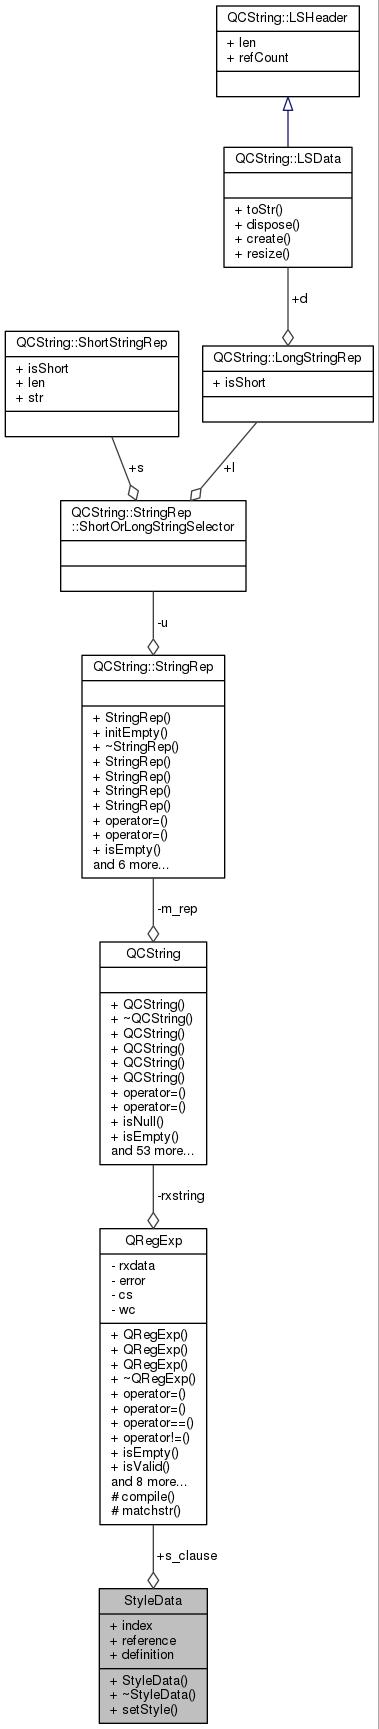 QCString::LSHeader
+ len
+ refCount
QCString::LSData
+ toStr()
+ dispose()
+ create()
+ resize()
+d
QCString::ShortStringRep
+ isShort
+ len
+ str
QCString::LongStringRep
+ isShort
+s
+l
QCString::StringRep
::ShortOrLongStringSelector
-u
QCString::StringRep
+ StringRep()
+ initEmpty()
+ ~StringRep()
+ StringRep()
+ StringRep()
+ StringRep()
+ StringRep()
+ operator=()
+ operator=()
+ isEmpty()
and 6 more...
-m_rep
QCString
+ QCString()
+ ~QCString()
+ QCString()
+ QCString()
+ QCString()
+ QCString()
+ operator=()
+ operator=()
+ isNull()
+ isEmpty()
and 53 more...
-rxstring
QRegExp
- rxdata
- error
- cs
- wc
+ QRegExp()
+ QRegExp()
+ QRegExp()
+ ~QRegExp()
+ operator=()
+ operator=()
+ operator==()
+ operator!=()
+ isEmpty()
+ isValid()
and 8 more...
# compile()
# matchstr()
+s_clause
StyleData
+ index
+ reference
+ definition
+ StyleData()
+ ~StyleData()
+ setStyle()